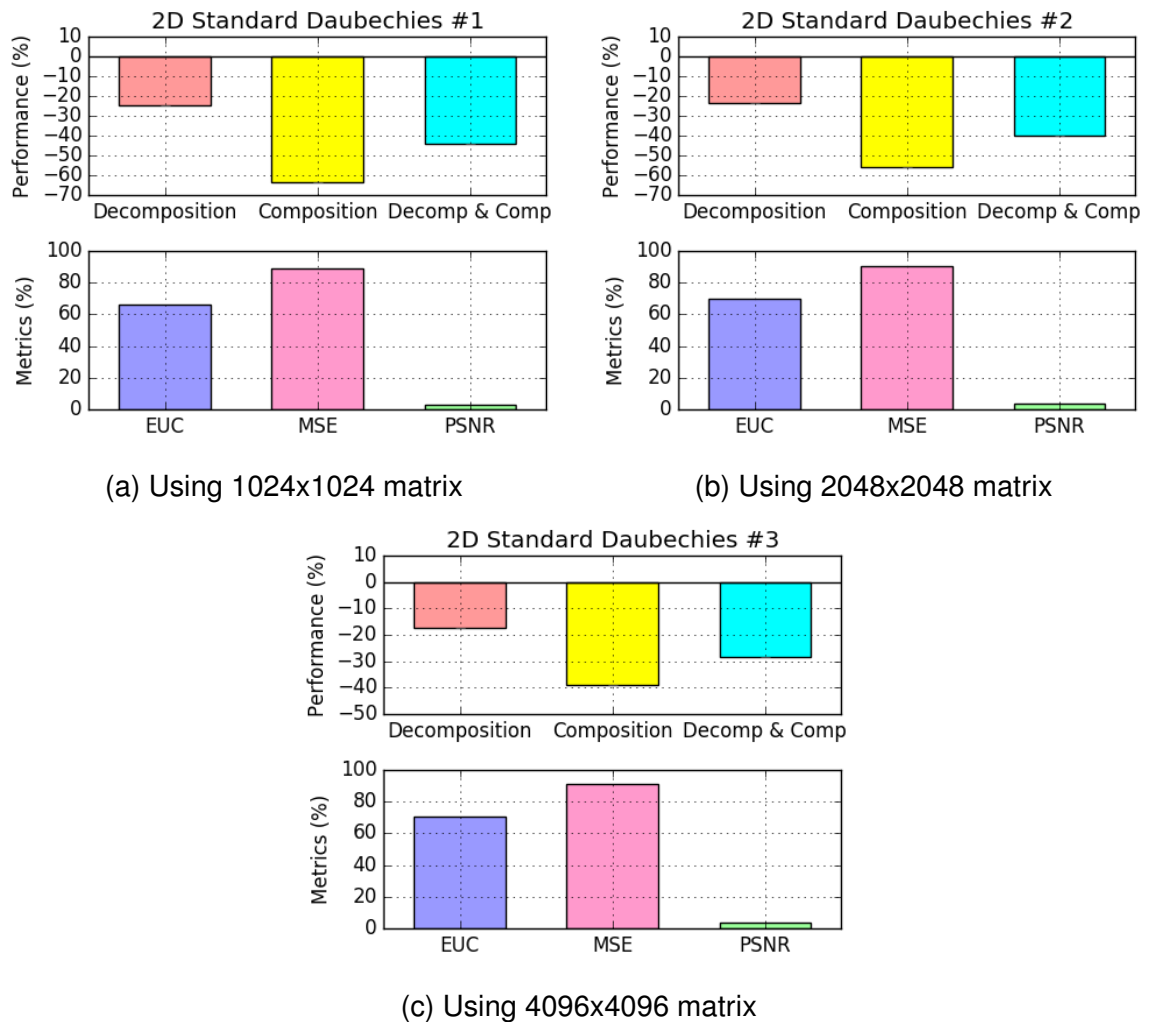 2D Standard Daubechies #1
Performance (%)
10
0
−10
−20
−30
−40
−50
−60
−70
Decomposition Composition Decomp & Comp
Metrics (%)
100
80
60
40
20
0
EUC MSE PSNR
(a) Using 1024x1024 matrix
2D Standard Daubechies #2
Performance (%)
10
0
−10
−20
−30
−40
−50
−60
−70
Decomposition Composition Decomp & Comp
Metrics (%)
100
80
60
40
20
0
EUC MSE PSNR
(b) Using 2048x2048 matrix
2D Standard Daubechies #3
Performance (%)
10
0
−10
−20
−30
−40
−50
Decomposition Composition Decomp & Comp
Metrics (%)
100
80
60
40
20
0
EUC MSE PSNR
(c) Using 4096x4096 matrix